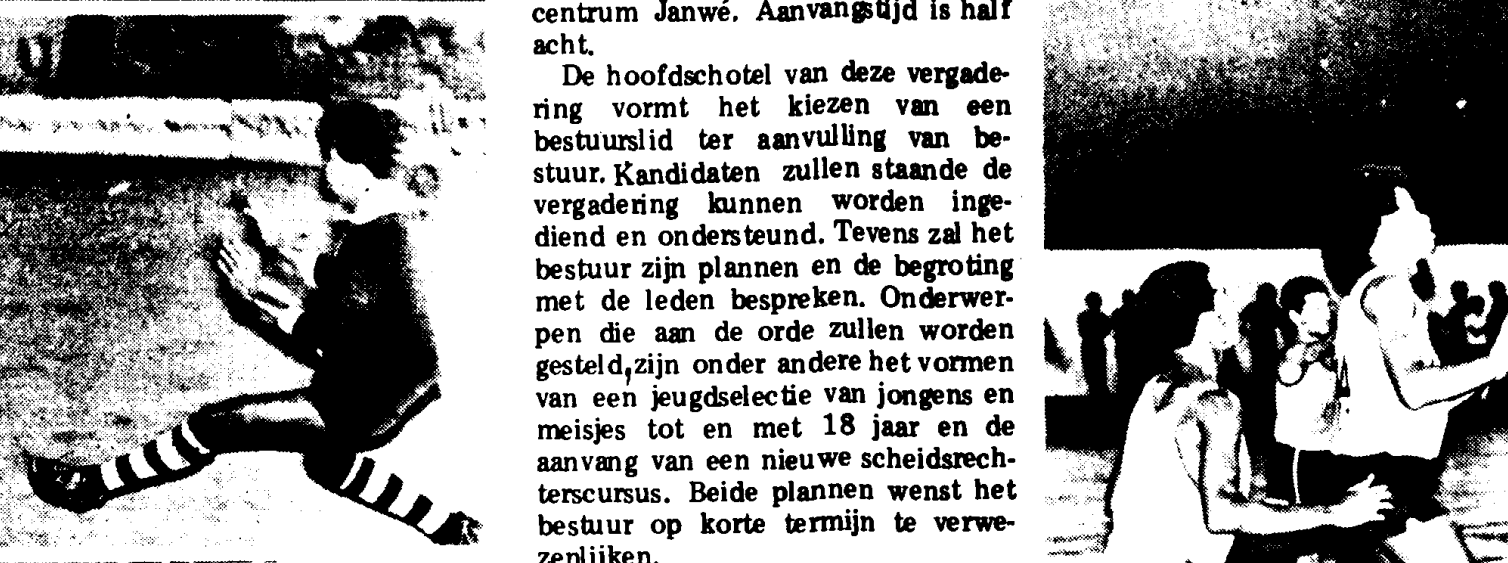 centrum Janwé. Aanvangstijd is half
acht.
De hoofdschotel van deze vergade-
ring vormt het kiezen van een
bestuurslid ter aanvulling van be-
stuur. Kandidaten zullen staande de
vergadering kunnen worden inge-
diend en ondersteund. Tevens zal het
bestuur zijn plannen en de begroting
met de leden bespreken. Onderwer-
pen die aan de orde zullen worden
gesteld, zijn onder andere het vormen
van een jeugdselectie van jongens en
meisjes tot en met 18 jaar en de
aanvang van een nieuwe scheidsrech-
terscursus. Beide plannen wenst het
bestuur op korte termijn te verwe-
zenlijken.